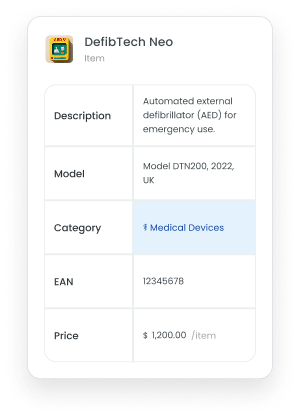 DefibTech Neo
Item
Description
Automated external
defibrillator (AED) for
emergency use.
Model
Model DTN200, 2022,
UK
Category
Medical Devices
EAN
12345678
Price
$ 1,200.00 /Item